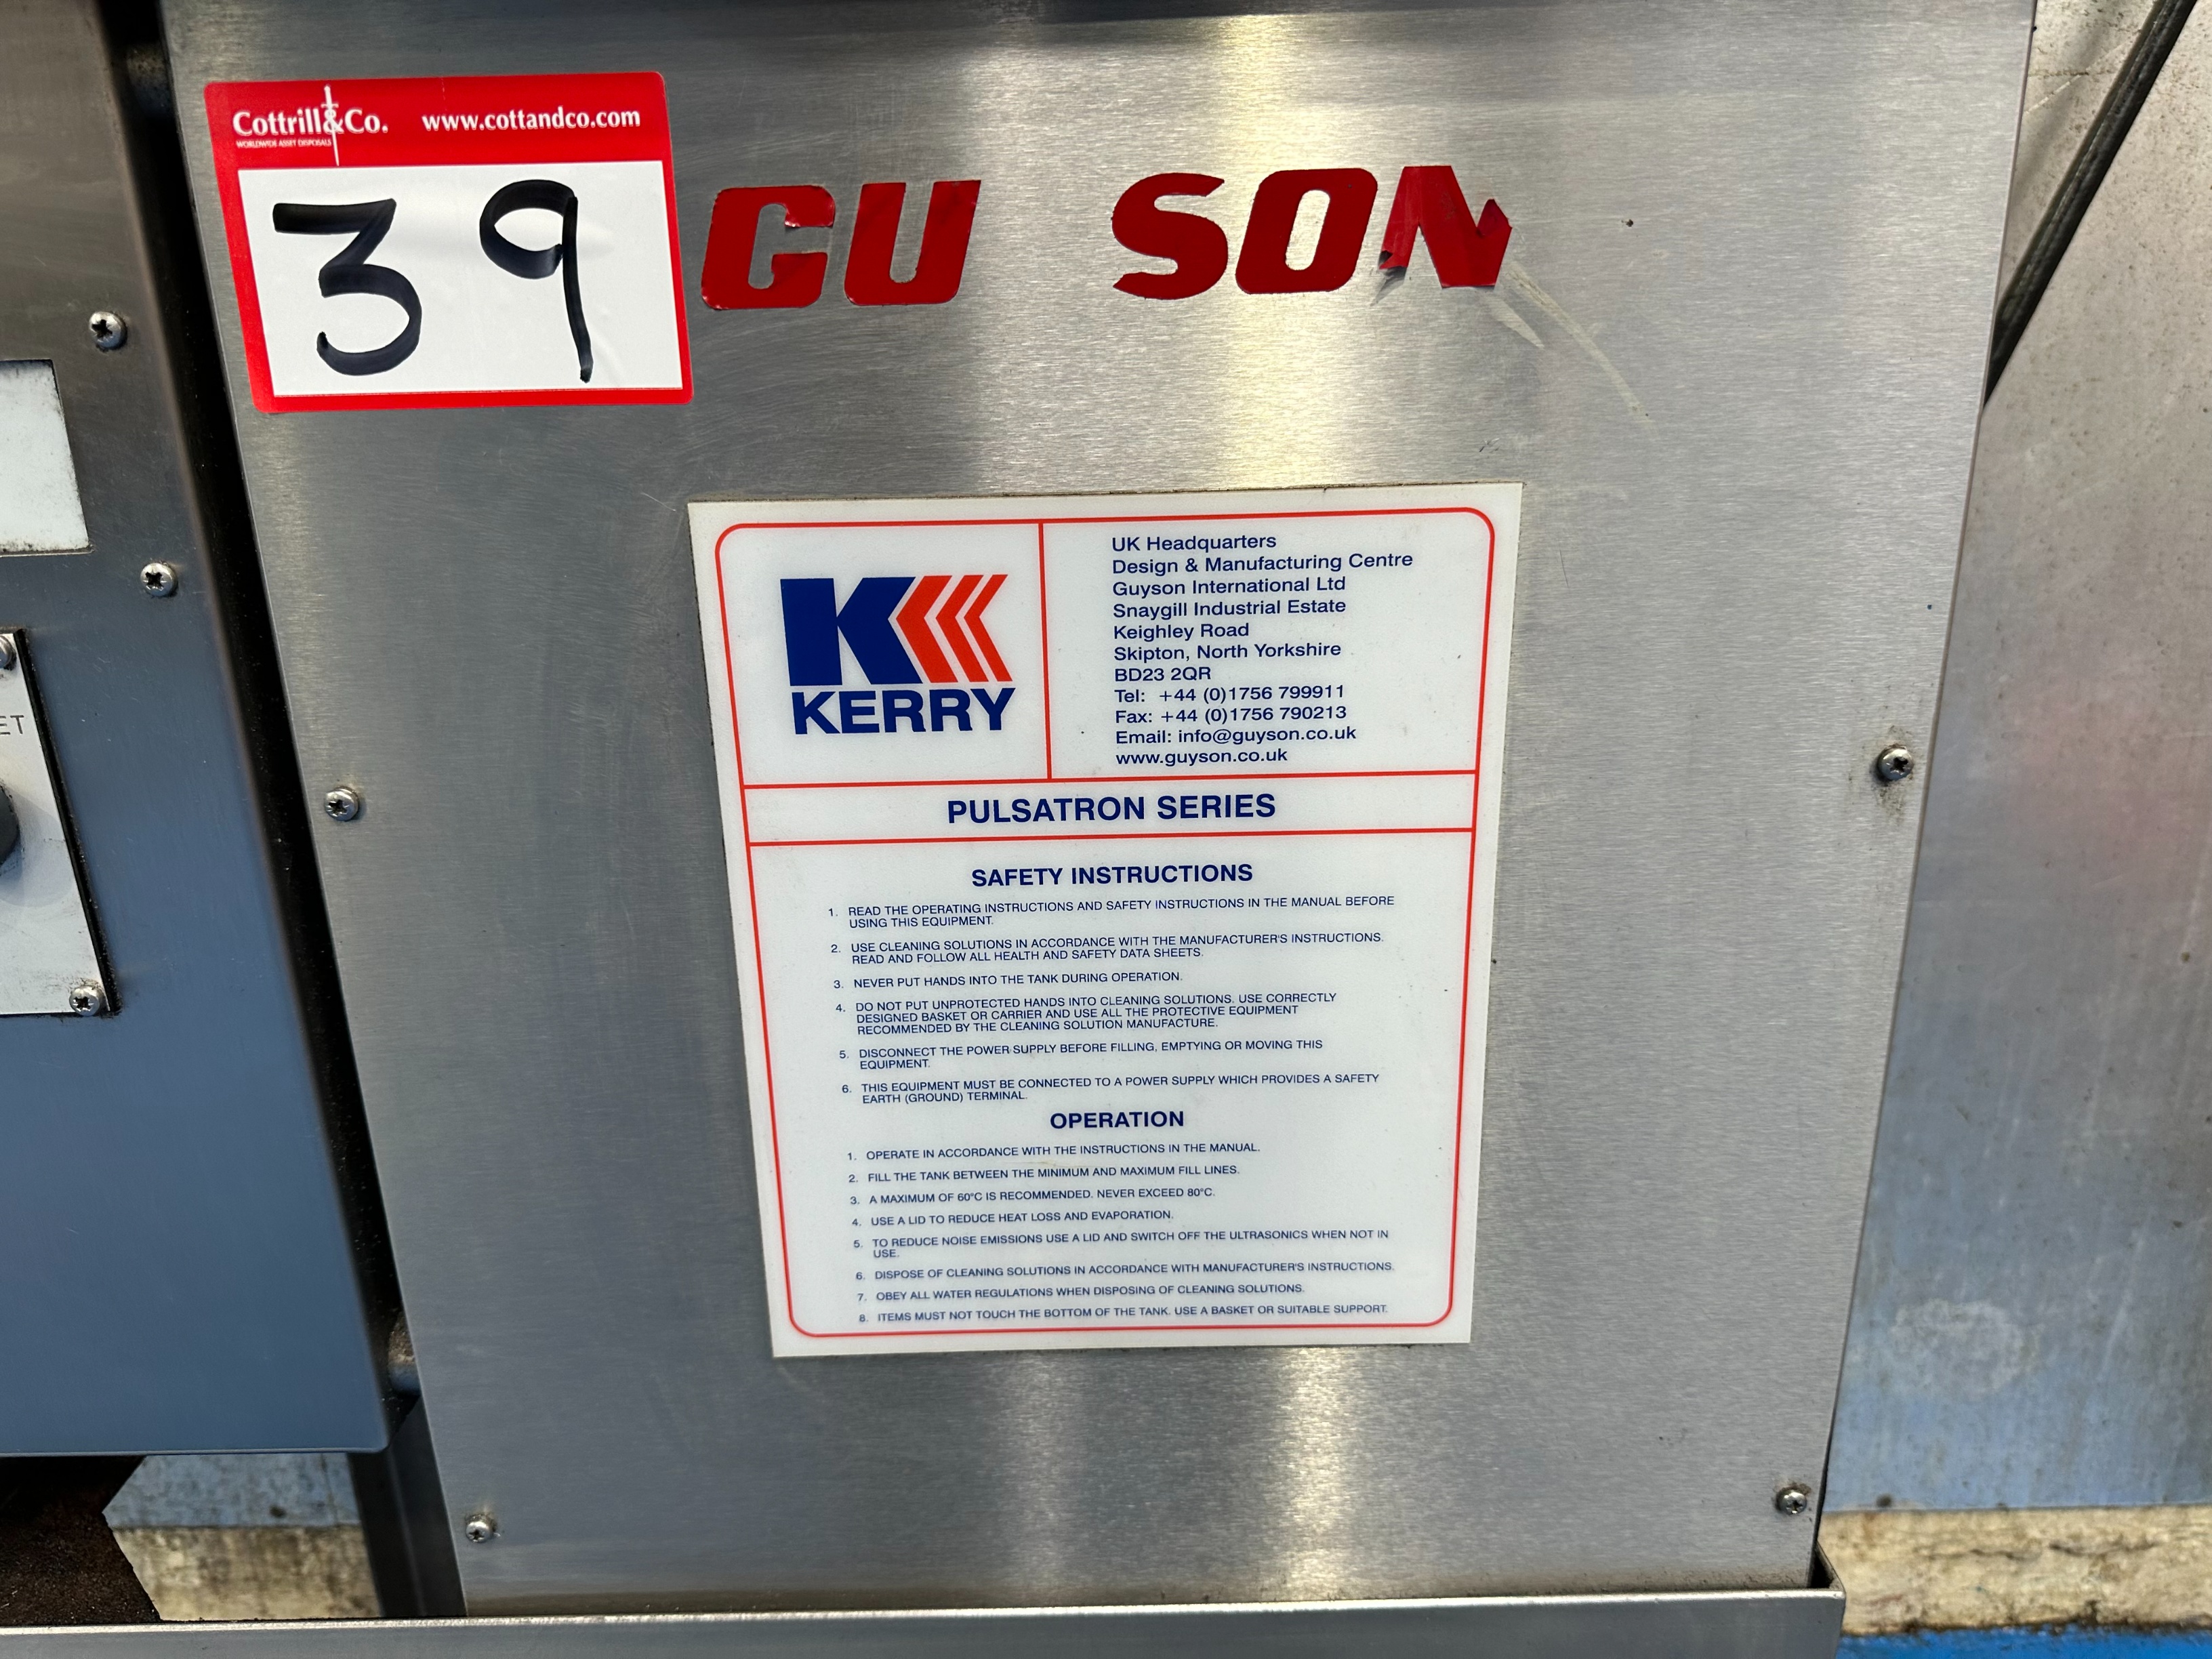 Cottrill&Co. www.cottandco.com
WORLDWIDE ASSET DISPOSALS
39
GU SON
ET
KERRY
UK Headquarters
Design & Manufacturing Centre
Guyson International Ltd
Snaygill Industrial Estate
Keighley Road
Skipton, North Yorkshire
BD23 2QR
Tel: +44 (0)1756 799911
Fax: +44 (0)1756 790213
Email: info@guyson.co.uk
www.guyson.co.uk
PULSATRON SERIES
SAFETY INSTRUCTIONS
1. READ THE OPERATING INSTRUCTIONS AND SAFETY INSTRUCTIONS IN THE MANUAL BEFORE
USING THIS EQUIPMENT.
2. USE CLEANING SOLUTIONS IN ACCORDANCE WITH THE MANUFACTURER'S INSTRUCTIONS.
READ AND FOLLOW ALL HEALTH AND SAFETY DATA SHEETS.
3. NEVER PUT HANDS INTO THE TANK DURING OPERATION.
4. DO NOT PUT UNPROTECTED HANDS INTO CLEANING SOLUTIONS. USE CORRECTLY
DESIGNED BASKET OR CARRIER AND USE ALL THE PROTECTIVE EQUIPMENT
RECOMMENDED BY THE CLEANING SOLUTION MANUFACTURE.
5. DISCONNECT THE POWER SUPPLY BEFORE FILLING, EMPTYING OR MOVING THIS
EQUIPMENT.
6. THIS EQUIPMENT MUST BE CONNECTED TO A POWER SUPPLY WHICH PROVIDES A SAFETY
EARTH (GROUND) TERMINAL.
OPERATION
1. OPERATE IN ACCORDANCE WITH THE INSTRUCTIONS IN THE MANUAL.
2. FILL THE TANK BETWEEN THE MINIMUM AND MAXIMUM FILL LINES.
3. A MAXIMUM OF 60°C IS RECOMMENDED. NEVER EXCEED 80°C.
4. USE A LID TO REDUCE HEAT LOSS AND EVAPORATION.
5. TO REDUCE NOISE EMISSIONS USE A LID AND SWITCH OFF THE ULTRASONICS WHEN NOT IN
USE.
6. DISPOSE OF CLEANING SOLUTIONS IN ACCORDANCE WITH MANUFACTURER'S INSTRUCTIONS.
7. OBEY ALL WATER REGULATIONS WHEN DISPOSING OF CLEANING SOLUTIONS.
8. ITEMS MUST NOT TOUCH THE BOTTOM OF THE TANK. USE A BASKET OR SUITABLE SUPPORT.